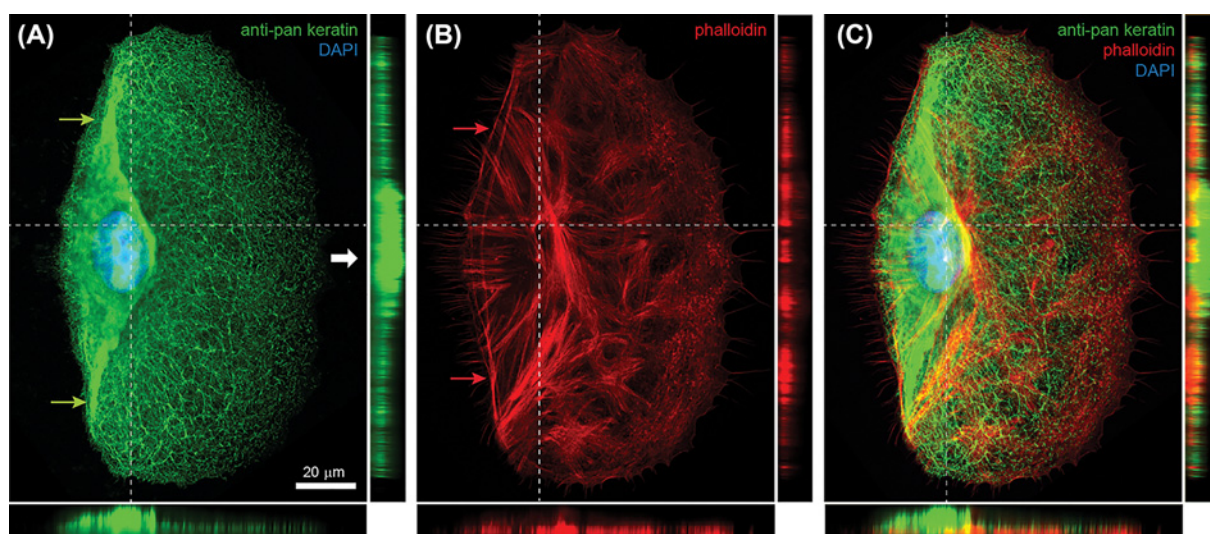 (A)
anti-pan keratin
DAPI
20 μm
(B)
phalloidin
(C)
anti-pan keratin
phalloidin
DAPI